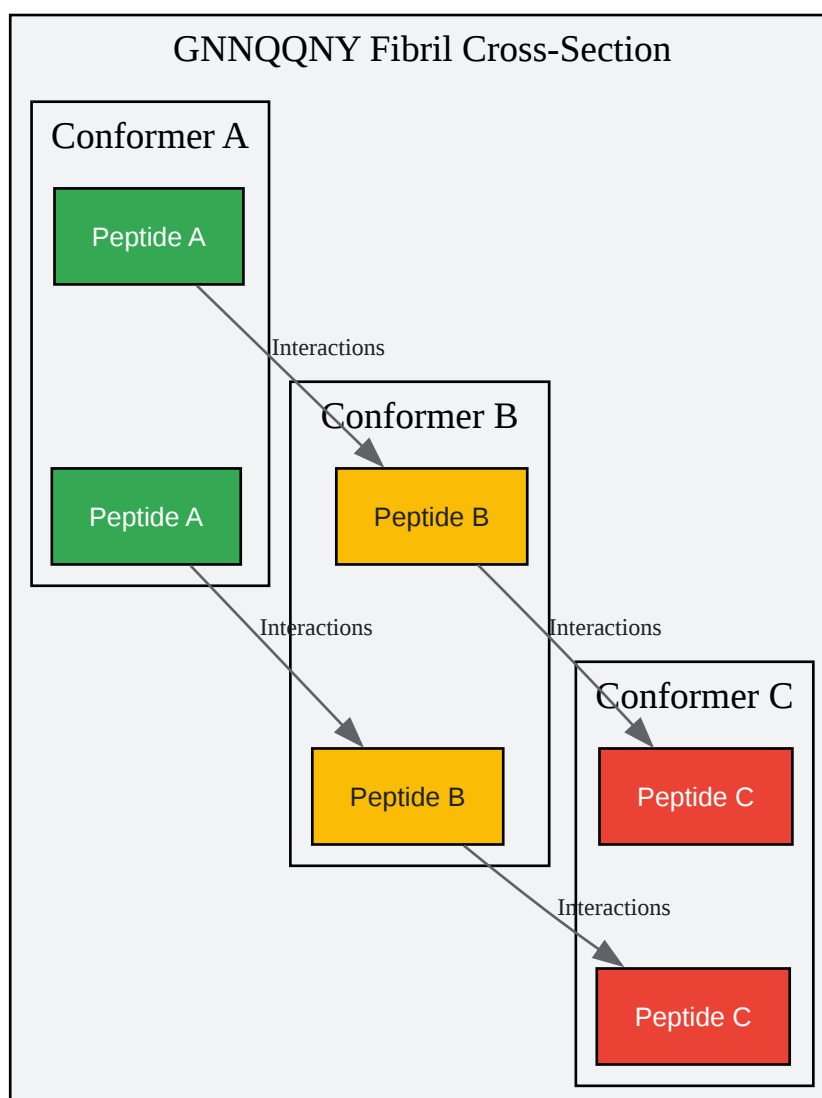 GNNQQNY Fibril Cross-Section
Conformer A
Peptide A
Interactions
Conformer B
Peptide A
Peptide B
Interactions
Interactions
Conformer C
Peptide B
Peptide C
Interactions
Peptide C